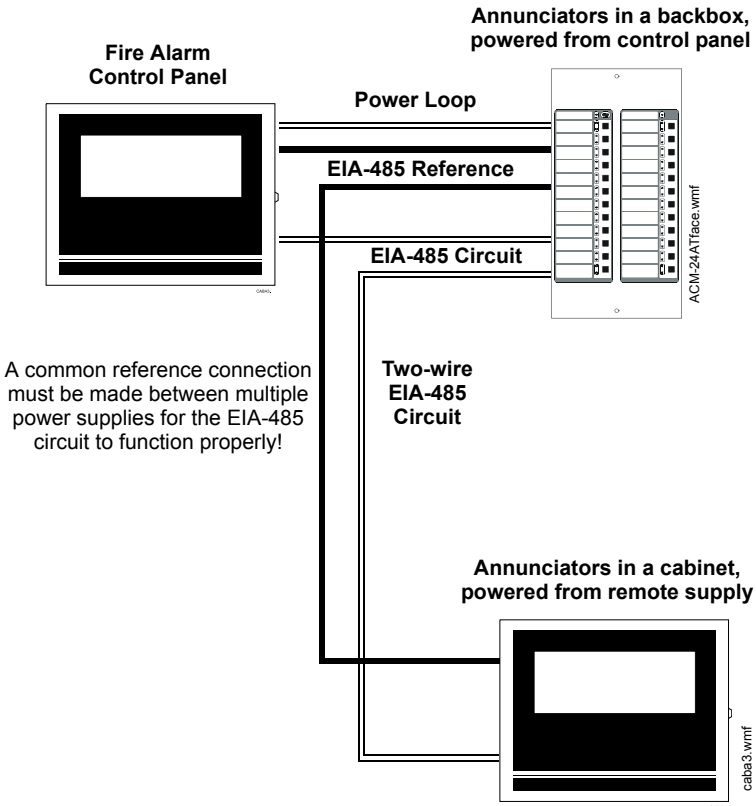 Annunciators in a backbox,
powered from control panel
Fire Alarm
Control Panel
Power Loop
EIA-485 Reference
EIA-485 Circuit
ACM-24ATface.wmf
CABA3.
A common reference connection
must be made between multiple
power supplies for the EIA-485
circuit to function properly!
Two-wire
EIA-485
Circuit
Annunciators in a cabinet,
powered from remote supply
caba3.wmf